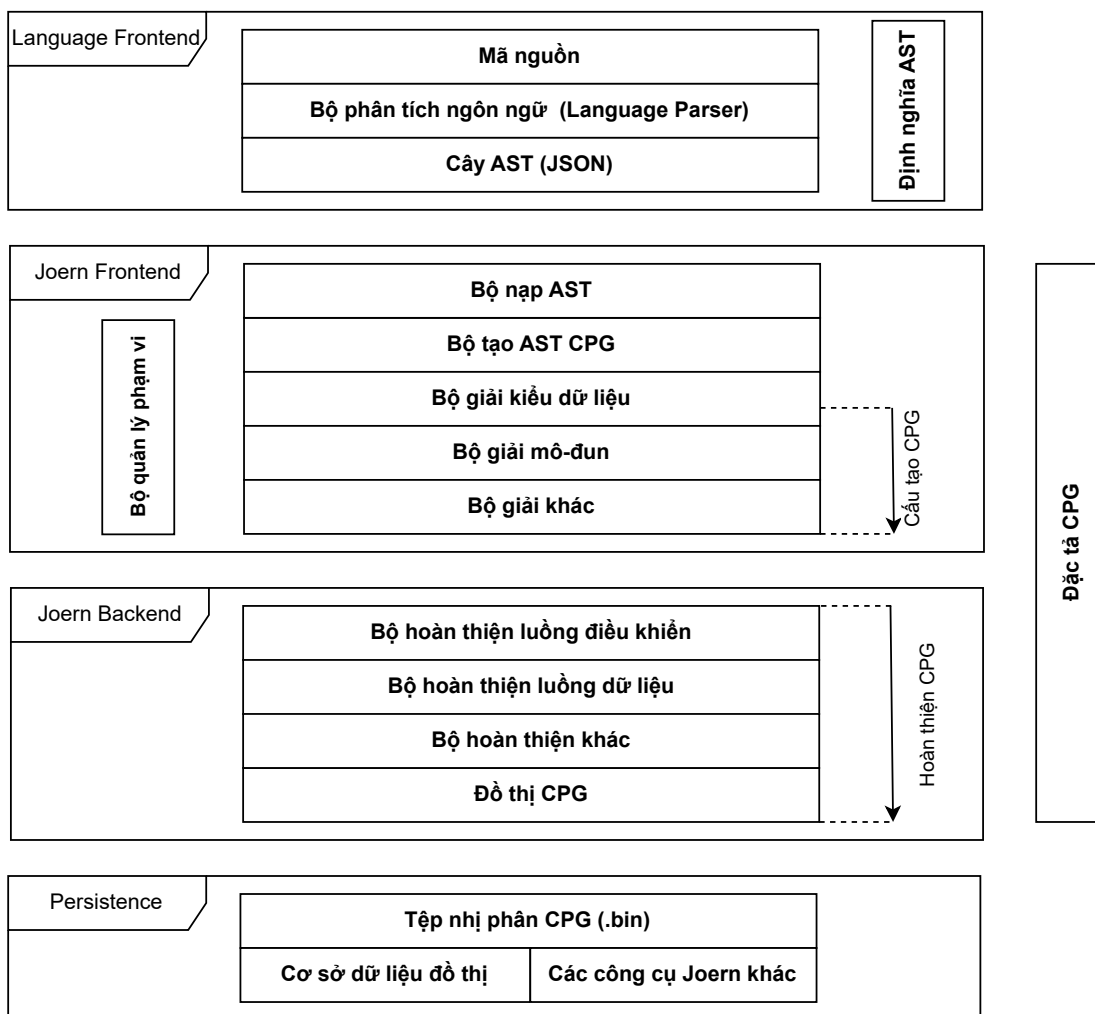 Language Frontend
Mã nguồn
Bộ phân tích ngôn ngữ (Language Parser)
Cây AST (JSON)
Định nghĩa AST
Joern Frontend
Bộ quản lý phạm vi
Bộ nạp AST
Bộ tạo AST CPG
Bộ giải kiểu dữ liệu
Bộ giải mô-đun
Bộ giải khác
Cấu tạo CPG
Đặc tả CPG
Joern Backend
Bộ hoàn thiện luồng điều khiển
Bộ hoàn thiện luồng dữ liệu
Bộ hoàn thiện khác
Đồ thị CPG
Hoàn thiện CPG
Persistence
Tệp nhị phân CPG (.bin)
Cơ sở dữ liệu đồ thị
Các công cụ Joern khác